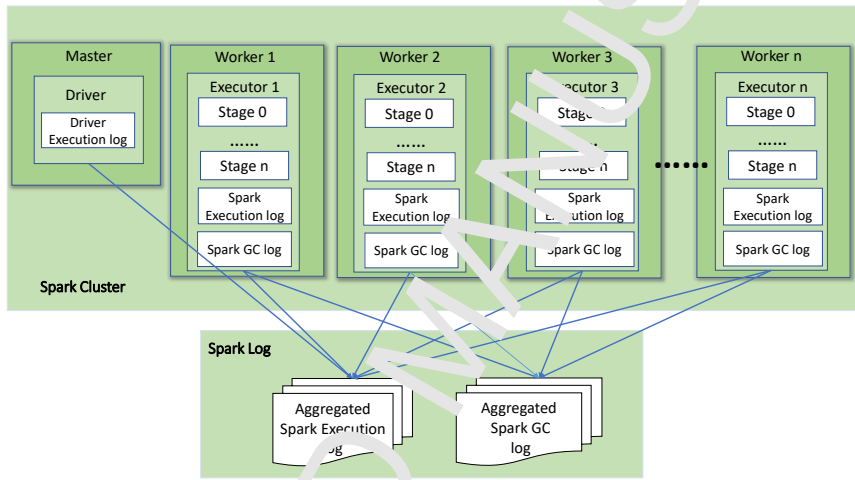 Master
Driver
Driver
Execution log
Worker 1
Executor 1
Stage 0
......
Stage n
Spark
Execution log
Spark GC log
Worker 2
Executor 2
Stage 0
......
Stage n
Spark
Execution log
Spark GC log
Worker 3
Executor 3
Stage 0
Stage n
Spark
Execution log
Spark GC log
......
Worker n
Executor n
Stage 0
......
Stage n
Spark
Execution log
Spark GC log
Spark Cluster
Spark Log
Aggregated
Spark Execution
log
Aggregated
Spark GC
log